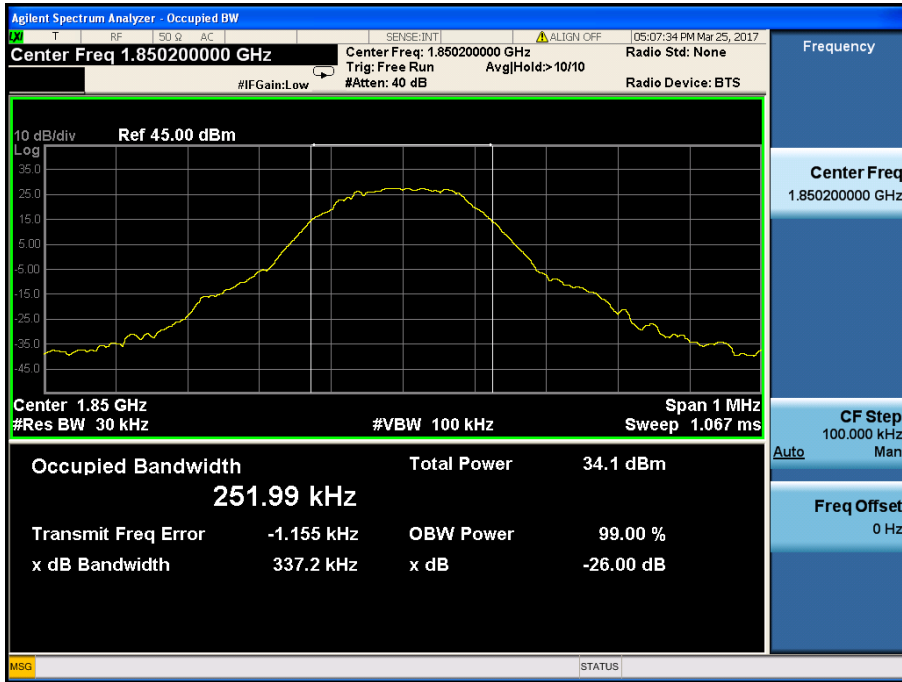 Agilent Spectrum Analyzer - Occupied BW
LXI T RF 50 Ω AC SENSE:INT ALIGN OFF 05:07:34 PM Mar 25, 2017
Center Freq 1.850200000 GHz
Center Freq: 1.850200000 GHz
Radio Std: None
Trig: Free Run Avg|Hold:>10/10
#IFGain:Low
#Atten: 40 dB
Radio Device: BTS
10 dB/div Ref 45.00 dBm
Log
35.0
25.0
15.0
5.00
-5.00
-15.0
-25.0
-35.0
-45.0
Center 1.85 GHz
Span 1 MHz
#Res BW 30 kHz
#VBW 100 kHz
Sweep 1.067 ms
Occupied Bandwidth
251.99 kHz
Total Power 34.1 dBm
Transmit Freq Error -1.155 kHz
OBW Power 99.00 %
x dB Bandwidth 337.2 kHz
x dB -26.00 dB
Frequency
Center Freq
1.850200000 GHz
CF Step
100.000 kHz
Auto Man
Freq Offset
0 Hz
MSG
STATUS